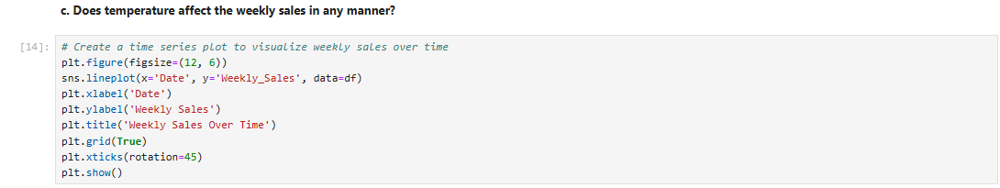 c. Does temperature affect the weekly sales in any manner?
[14]: # Create a time series plot to visualize weekly sales over time
plt.figure(figsize=(12, 6))
sns.lineplot(x='Date', y='Weekly_Sales', data=df)
plt.xlabel('Date')
plt.ylabel('Weekly Sales')
plt.title('Weekly Sales Over Time')
plt.grid(True)
plt.xticks(rotation=45)
plt.show()